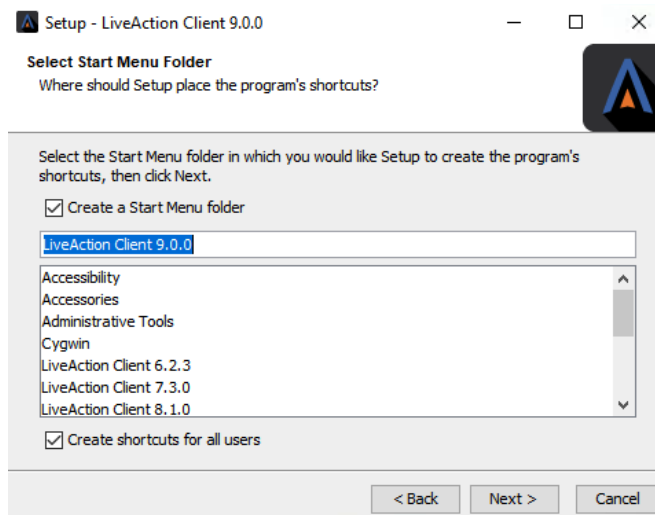 Setup - LiveAction Client 9.0.0
Select Start Menu Folder
Where should Setup place the program's shortcuts?
Select the Start Menu folder in which you would like Setup to create the program's
shortcuts, then click Next.
Create a Start Menu folder
LiveAction Client 9.0.0
Accessibility
Accessories
Administrative Tools
Cygwin
LiveAction Client 6.2.3
LiveAction Client 7.3.0
LiveAction Client 8.1.0
Create shortcuts for all users
< Back Next > Cancel